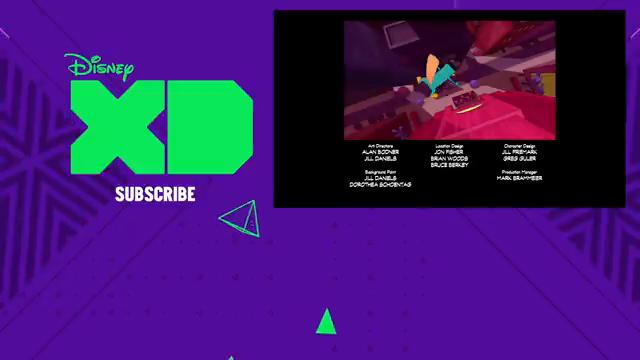 Disney
XD
SUBSCRIBE
Art Directors
ALAN BODNER
JILL DANIELS
Background Paint
JILL DANIELS
DOROTHEA SCHOENTAG
Location Design
JON FISHER
BRIAN WOODS
BRUCE BERKEY
Character Design
JILL FREMARK
GREG GULER
Production Manager
MARK BRAMMEIER